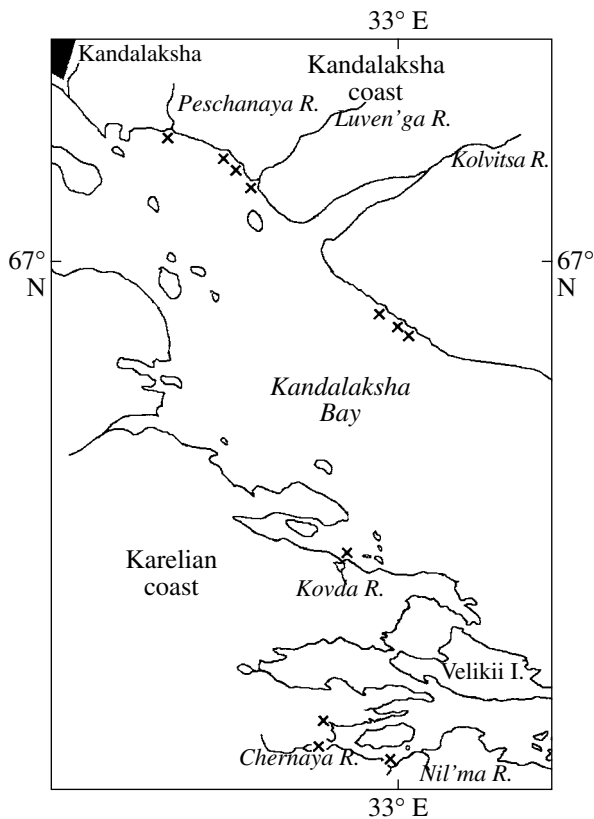 33° E
Kandalaksha
Kandalaksha
coast
Peschanaya R.
Luven'ga R.
Kolvitsa R.
67°
N
67°
N
Kandalaksha
Bay
Karelian
coast
Kovda R.
Velikii I.
Chernaya R.
Nil'ma R.
33° E